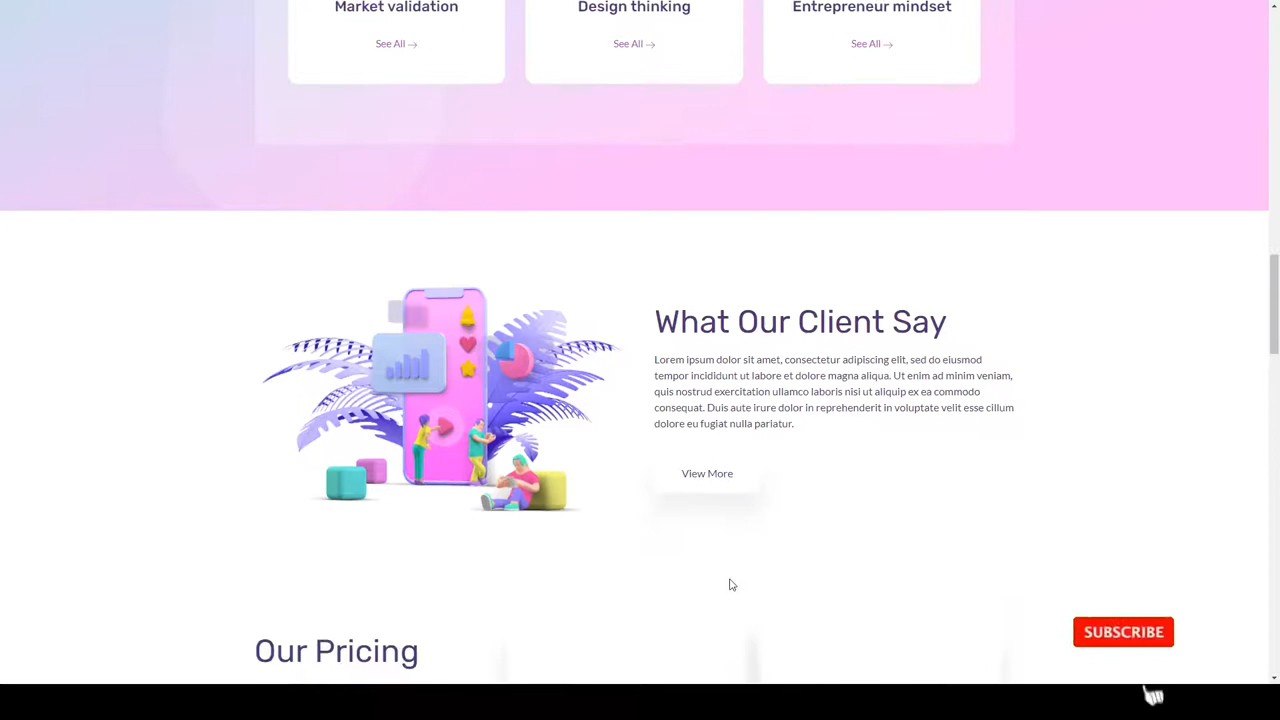 Market validation
Design thinking
Entrepreneur mindset
See All
See All
See All
What Our Client Say
Lorem ipsum dolor sit amet, consectetur adipiscing elit, sed do eiusmod
tempor incididunt ut labore et dolore magna aliqua. Ut enim ad minim veniam,
quis nostrud exercitation ullamco laboris nisi ut aliquip ex ea commodo
consequat. Duis aute irure dolor in reprehenderit in voluptate velit esse cillum
dolore eu fugiat nulla pariatur.
View More
Our Pricing
SUBSCRIBE